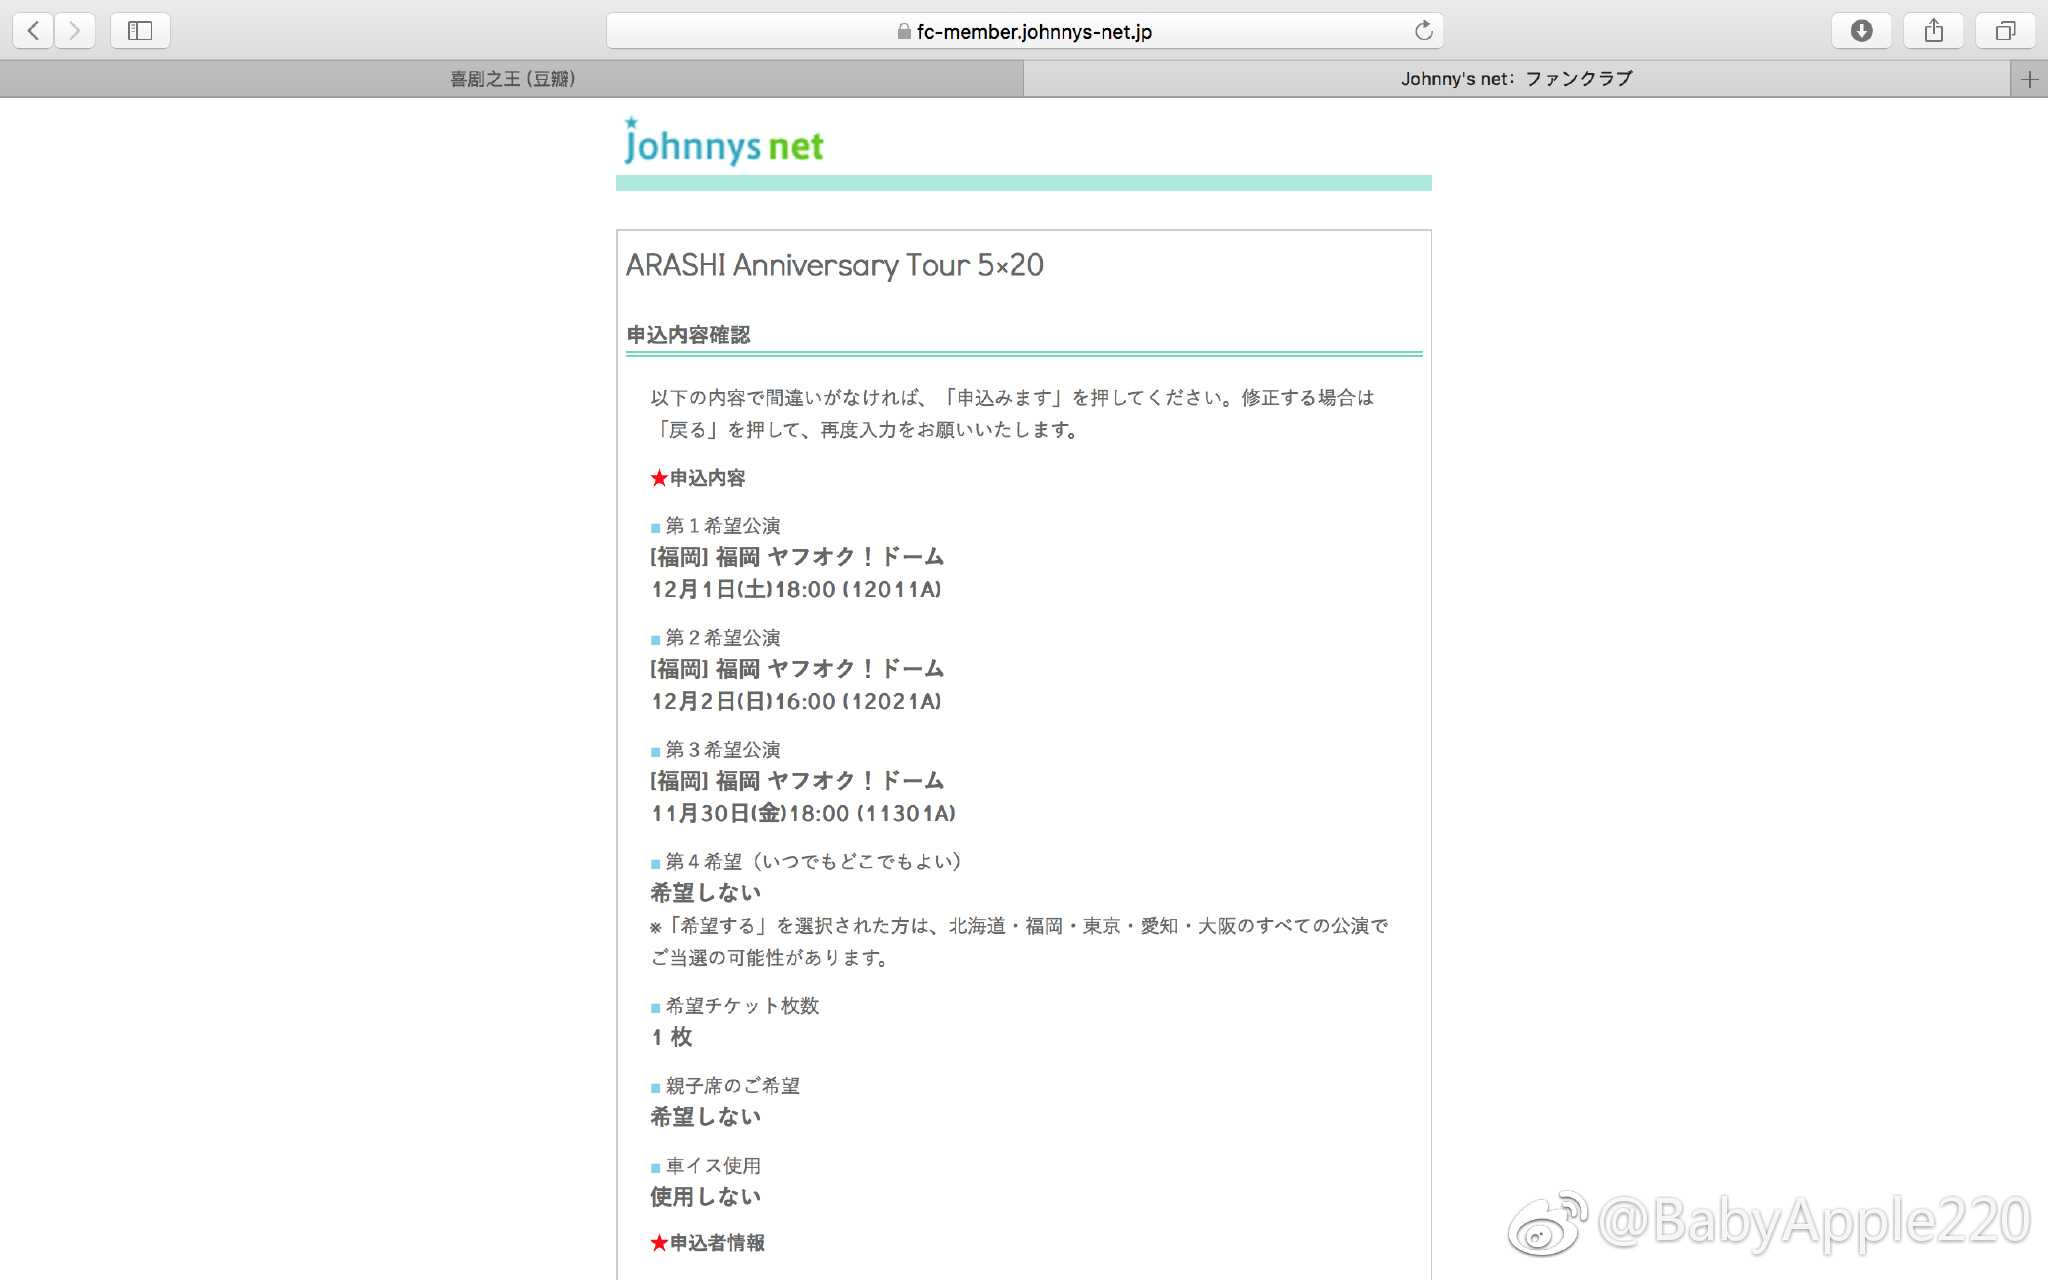 fc-member.johnnys-net.jp
喜剧之王 (豆瓣)
Johnny's net：ファンクラブ
johnnys net
ARASHI Anniversary Tour 5×20
申込内容確認
以下の内容で間違いがなければ、「申込みます」を押してください。修正する場合は
「戻る」を押して、再度入力をお願いいたします。
★申込内容
■ 第１希望公演
[福岡] 福岡 ヤフオク！ドーム
12月1日(土)18:00 (12011A)
■ 第２希望公演
[福岡] 福岡 ヤフオク！ドーム
12月2日(日)16:00 (12021A)
■ 第３希望公演
[福岡] 福岡 ヤフオク！ドーム
11月30日(金)18:00 (11301A)
■ 第４希望（いつでもどこでもよい）
希望しない
※「希望する」を選択された方は、北海道・福岡・東京・愛知・大阪のすべての公演で
ご当選の可能性があります。
■ 希望チケット枚数
1 枚
■ 親子席のご希望
希望しない
■ 車イス使用
使用しない
★申込者情報
@BabyApple220